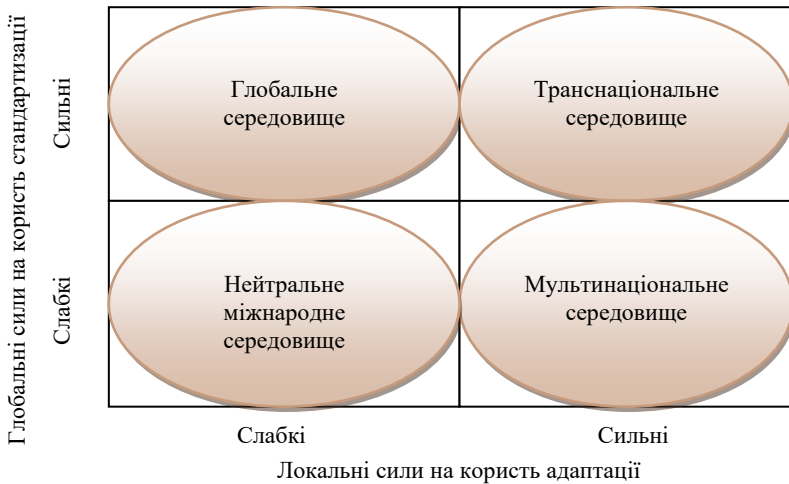 Глобальні сили на користь стандартизації
Сильні
Слабкі
Глобальне
середовище
Транснаціональне
середовище
Нейтральне
міжнародне
середовище
Мультинаціональне
середовище
Слабкі
Сильні
Локальні сили на користь адаптації